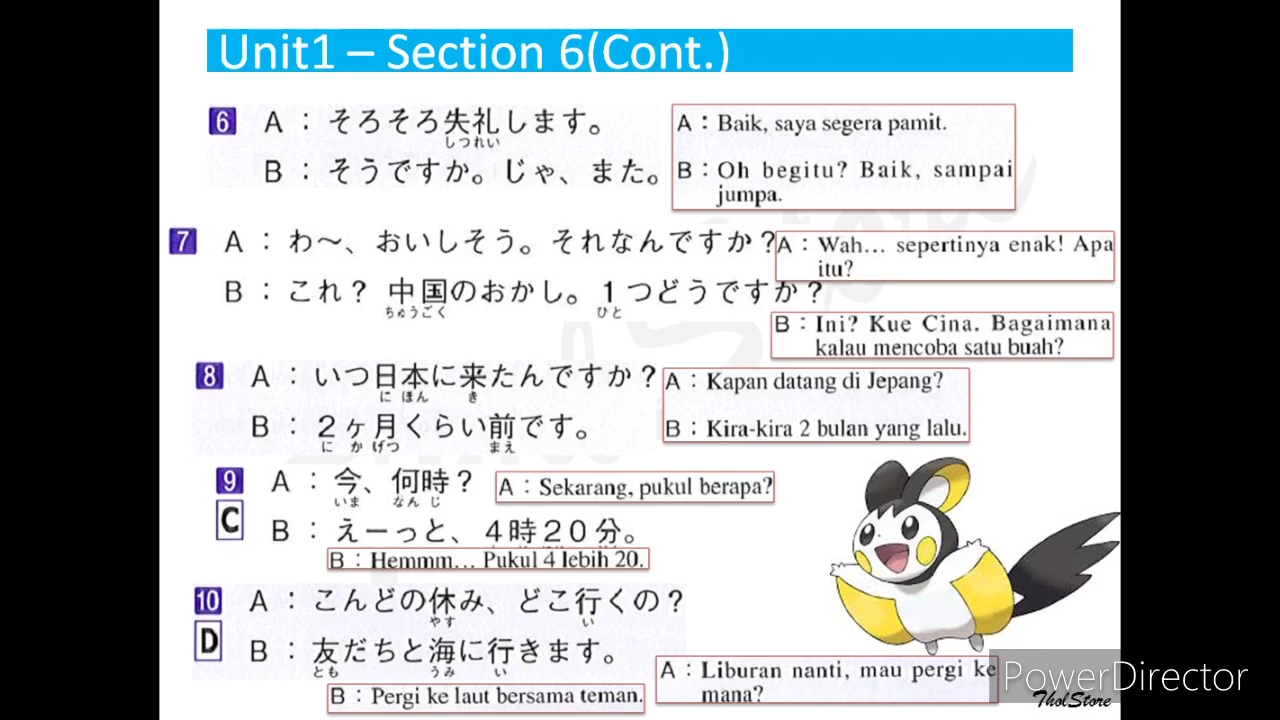 Unit1 – Section 6(Cont.)
6 A：そろそろ失礼します。
しつれい
B：そうですか。じゃ、また。
A：Baik, saya segera pamit.
B：Oh begitu? Baik, sampai
jumpa.
7 A：わ〜、おいしそう。それなんですか？
A：Wah... sepertinya enak! Apa
itu?
B：これ？ 中国のおかし。1つどうですか？
ちゅうごく ひと
B：Ini? Kue Cina. Bagaimana
kalau mencoba satu buah?
8 A：いつ日本に来たんですか？
に ほん き
B：2ヶ月くらい前です。
に か げつ まえ
A：Kapan datang di Jepang?
B：Kira-kira 2 bulan yang lalu.
9 A：今、何時？
いま なん じ
A：Sekarang, pukul berapa?
C B：えーっと、4時20分。
B：Hemmm... Pukul 4 lebih 20.
10 A：こんどの休み、どこ行くの？
やす い
D B：友だちと海に行きます。
とも うみ い
A：Liburan nanti, mau pergi ke
mana?
B：Pergi ke laut bersama teman.
PowerDirector
TholStore